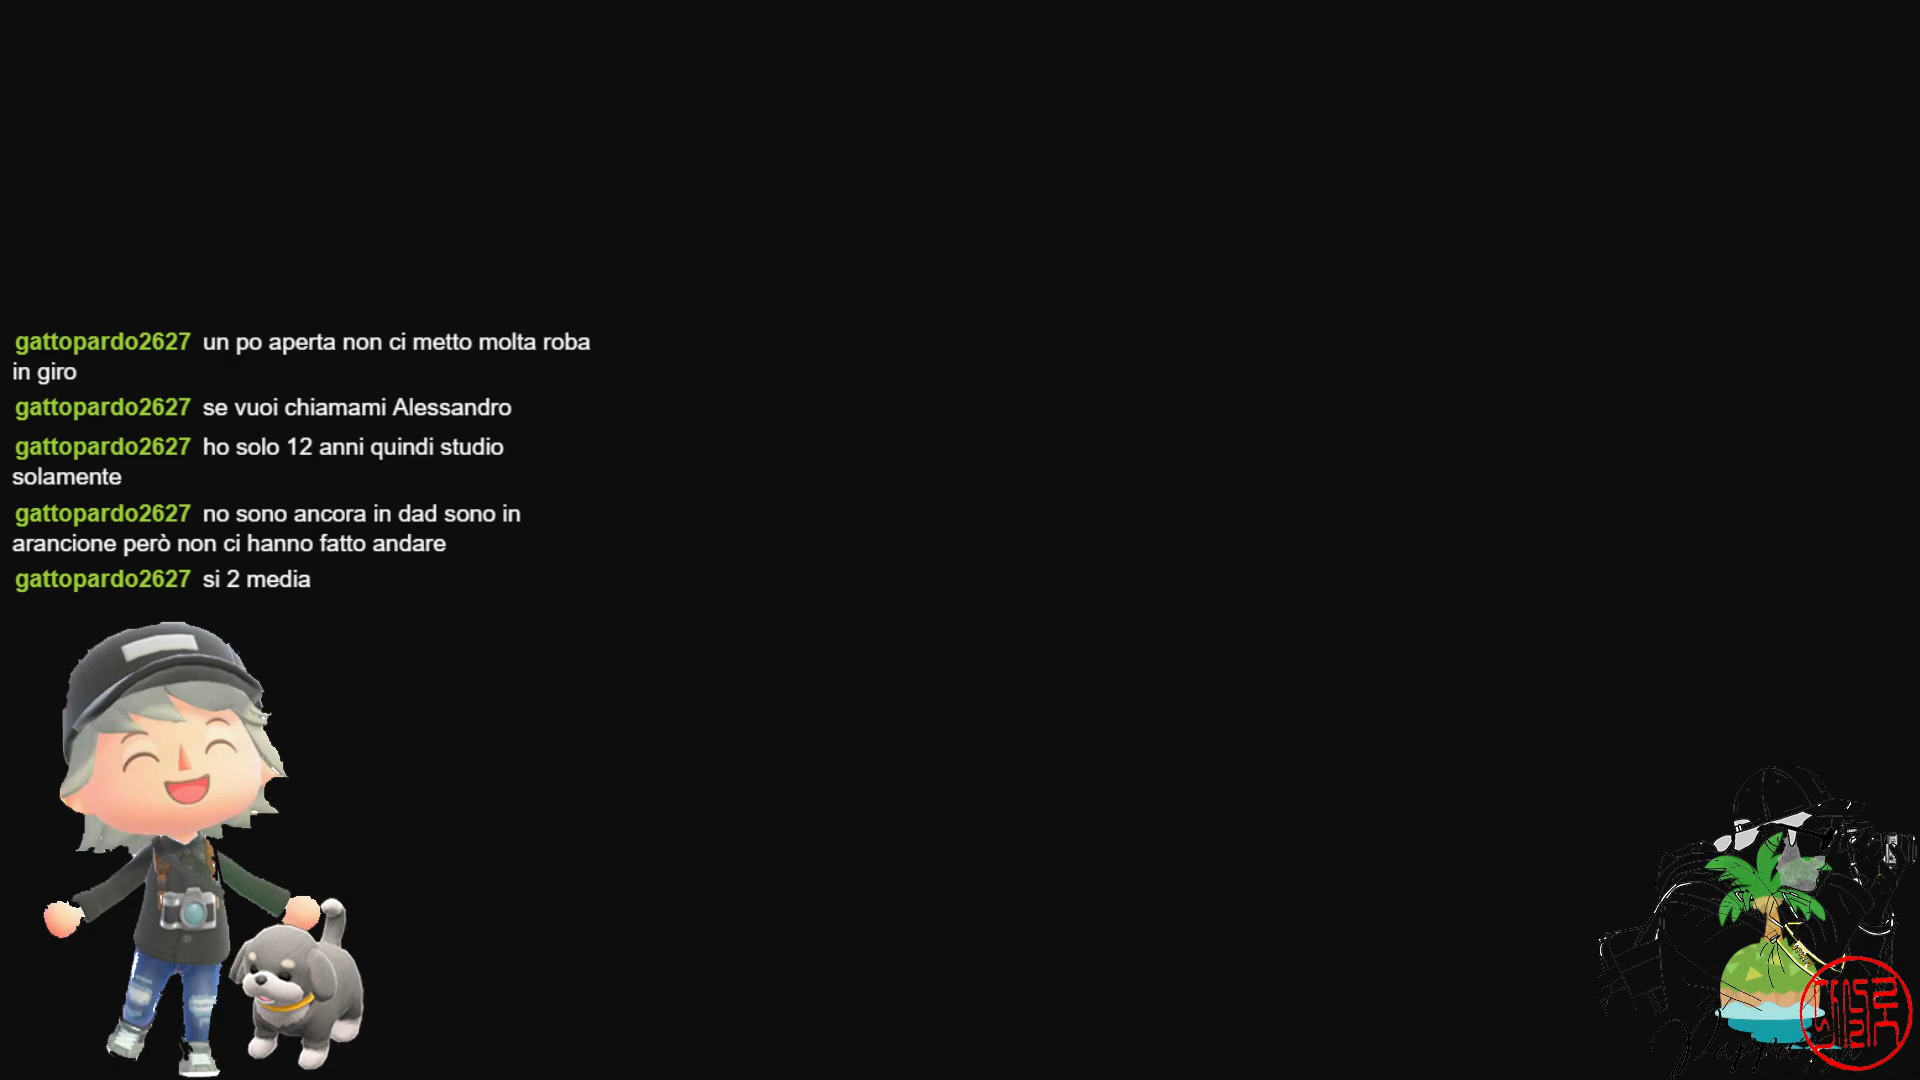 gattopardo2627 un po aperta non ci metto molta roba
in giro
gattopardo2627 se vuoi chiamami Alessandro
gattopardo2627 ho solo 12 anni quindi studio
solamente
gattopardo2627 no sono ancora in dad sono in
arancione però non ci hanno fatto andare
gattopardo2627 si 2 media